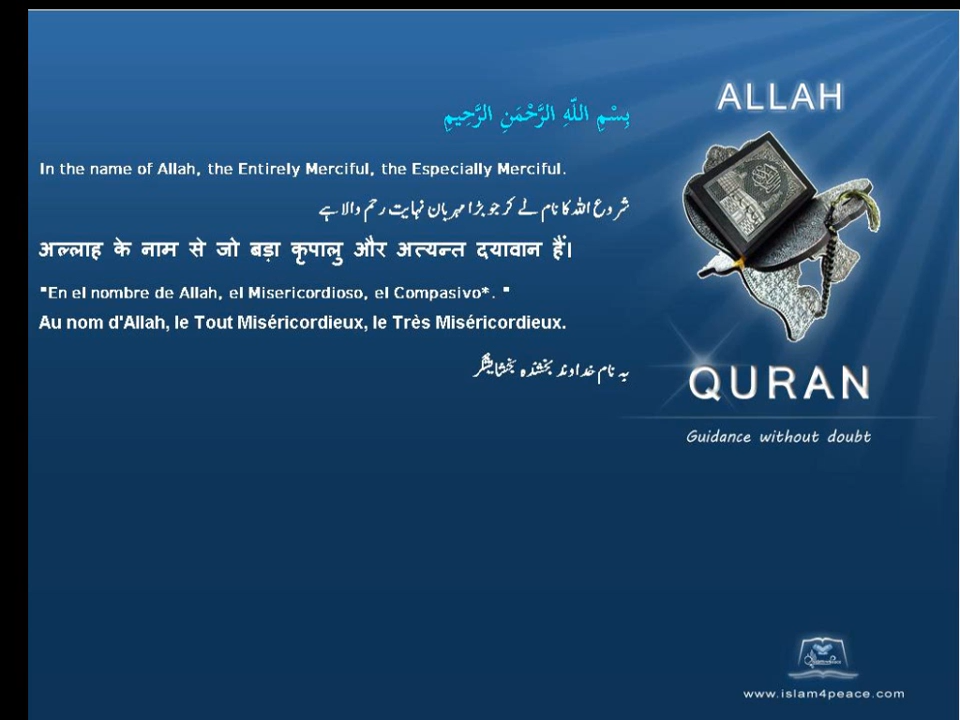 بِسْمِ اللَّهِ الرَّحْمَنِ الرَّحِيمِ
In the name of Allah, the Entirely Merciful, the Especially Merciful.
شروع الله کا نام لے کر جو بڑا مہربان نہایت رحم والا ہے
अल्लाह के नाम से जो बड़ा कृपालु और अत्यन्त दयावान हैं।
"En el nombre de Allah, el Misericordioso, el Compasivo*. "
Au nom d'Allah, le Tout Miséricordieux, le Très Miséricordieux.
به نام خداوند بخشنده بخشایشگر
ALLAH
QURAN
Guidance without doubt
www.islam4peace.com